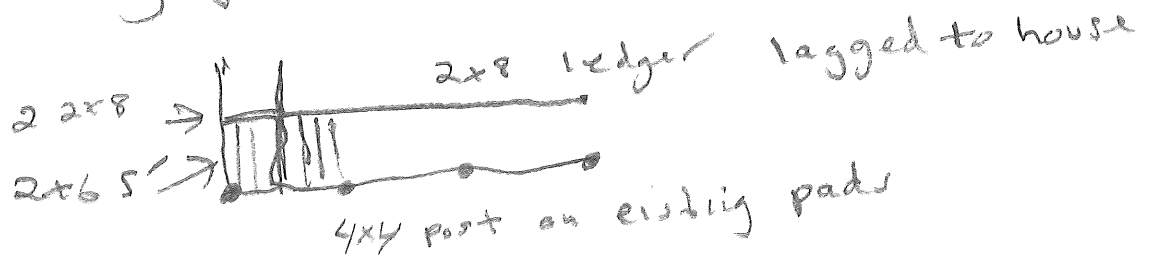 2x8 ledger lagged to house
2 2x8
2x6 5'
4x4 post on existing pads